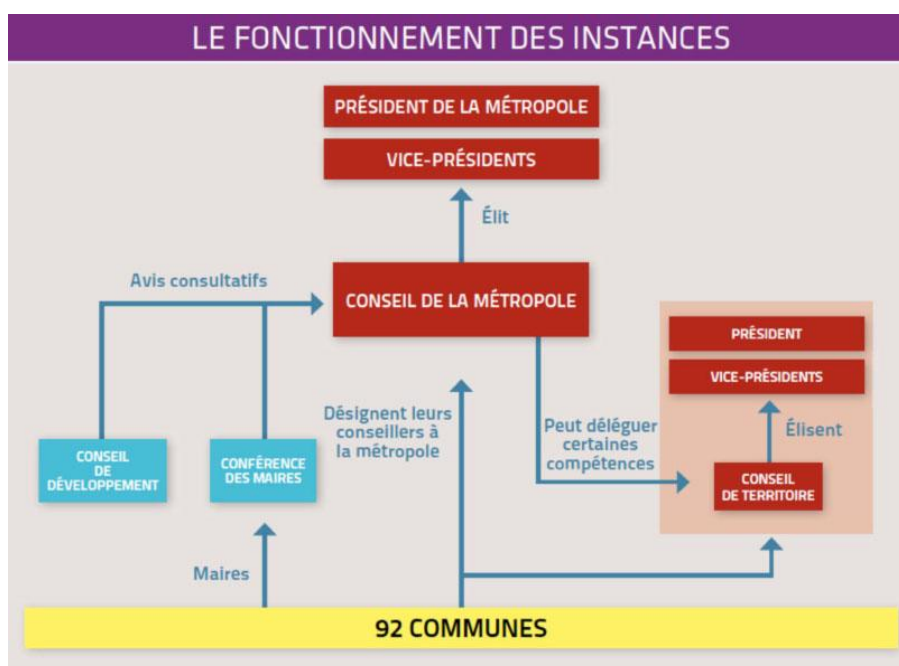 LE FONCTIONNEMENT DES INSTANCES
PRÉSIDENT DE LA MÉTROPOLE
VICE-PRÉSIDENTS
Élit
Avis consultatifs
CONSEIL DE LA MÉTROPOLE
PRÉSIDENT
VICE-PRÉSIDENTS
Élisent
Désignent leurs
conseillers à
la métropole
Peut déléguer
certaines
compétences
CONSEIL
DE
DÉVELOPPEMENT
CONFÉRENCE
DES MAIRES
CONSEIL
DE TERRITOIRE
Maires
92 COMMUNES